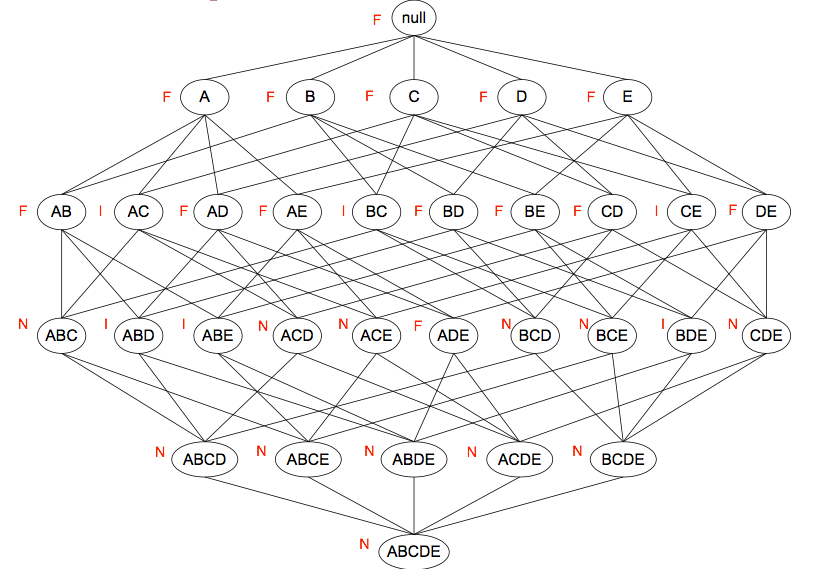 F null
F A F B F C F D F E
F AB I AC F AD F AE I BC F BD F BE F CD I CE F DE
N ABC I ABD I ABE N ACD N ACE F ADE N BCD N BCE I BDE N CDE
N ABCD N ABCE N ABDE N ACDE N BCDE
N ABCDE